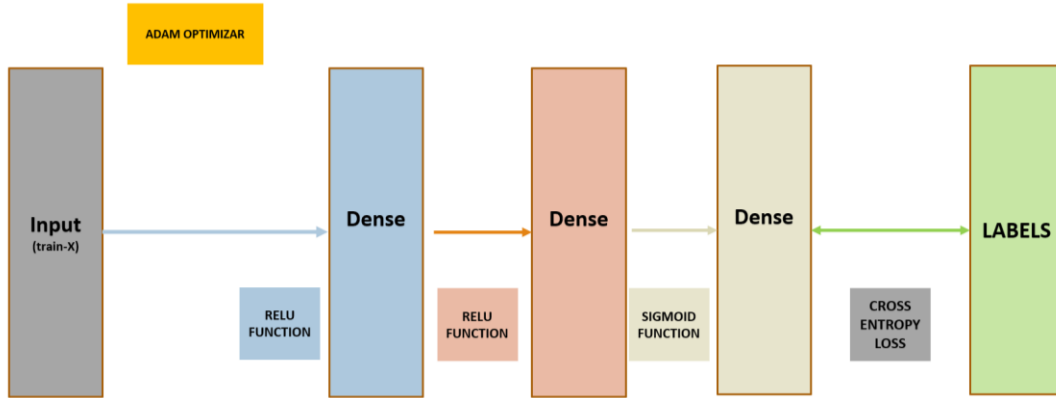 ADAM OPTIMIZAR
Input
(train-X)
Dense
Dense
Dense
LABELS
RELU
FUNCTION
RELU
FUNCTION
SIGMOID
FUNCTION
CROSS
ENTROPY
LOSS